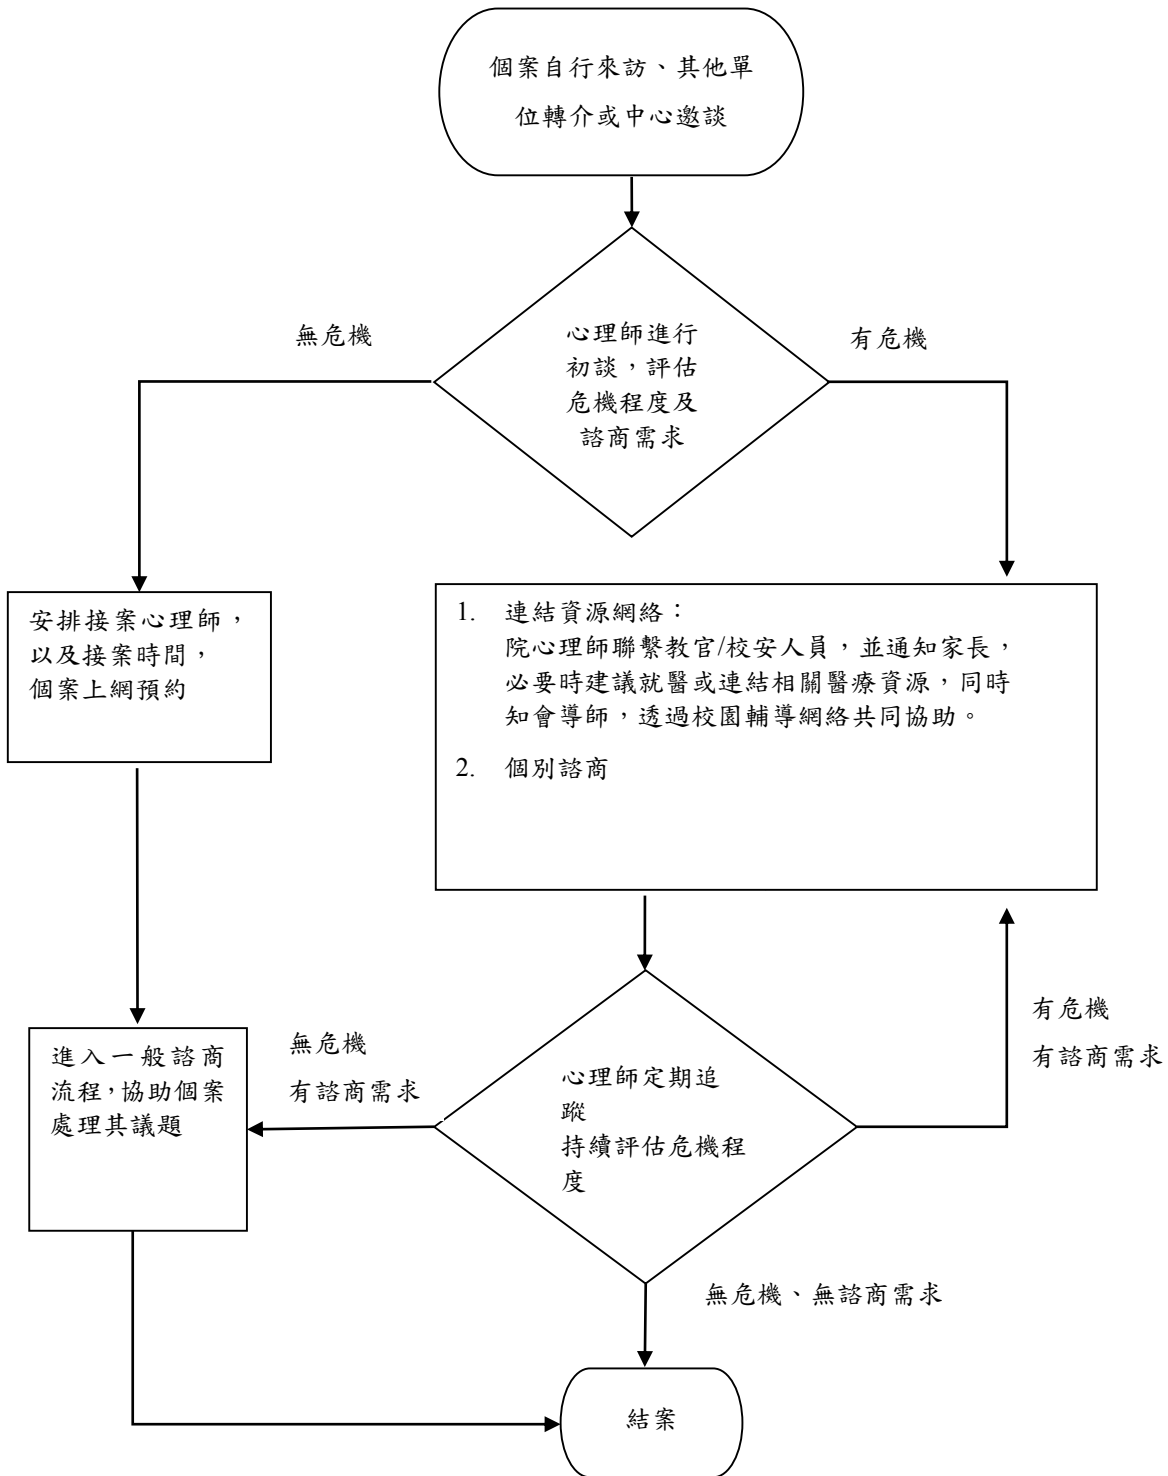 個案自行來訪、其他單
位轉介或中心邀談
無危機
心理師進行
初談，評估
危機程度及
諮商需求
有危機
安排接案心理師，
以及接案時間，
個案上網預約
1. 連結資源網絡：
院心理師聯繫教官/校安人員，並通知家長，
必要時建議就醫或連結相關醫療資源，同時
知會導師，透過校園輔導網絡共同協助。
2. 個別諮商
進入一般諮商
流程，協助個案
處理其議題
無危機
有諮商需求
心理師定期追
蹤
持續評估危機程
度
有危機
有諮商需求
無危機、無諮商需求
結案